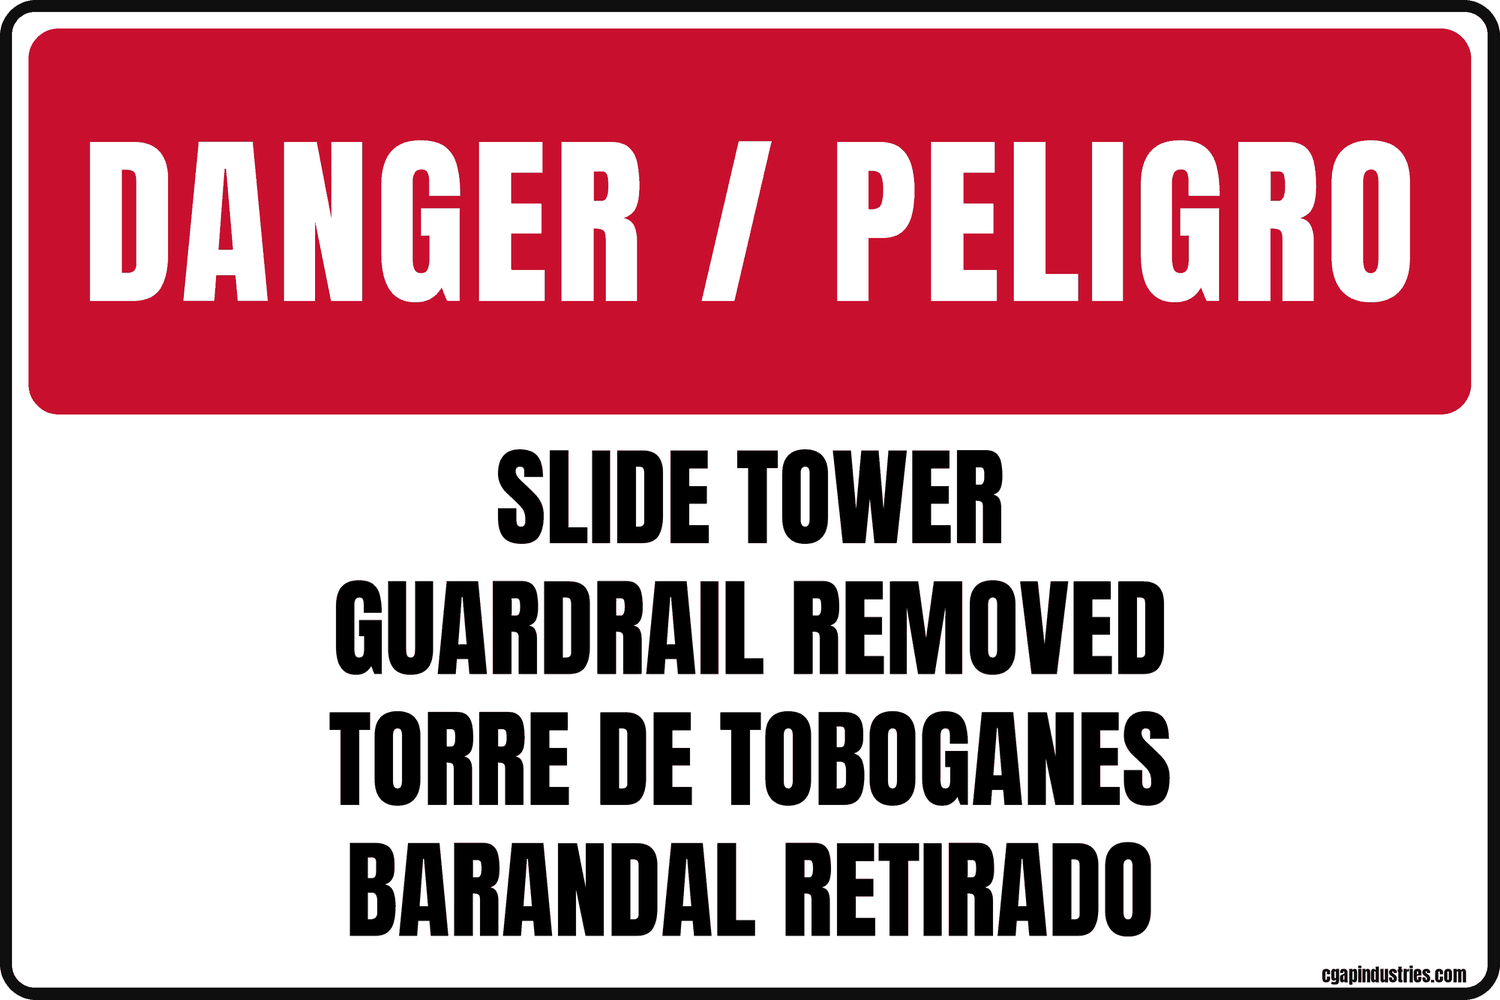 DANGER / PELIGRO
SLIDE TOWER
GUARDRAIL REMOVED
TORRE DE TOBOGANES
BARANDAL RETIRADO
cgapindustries.com